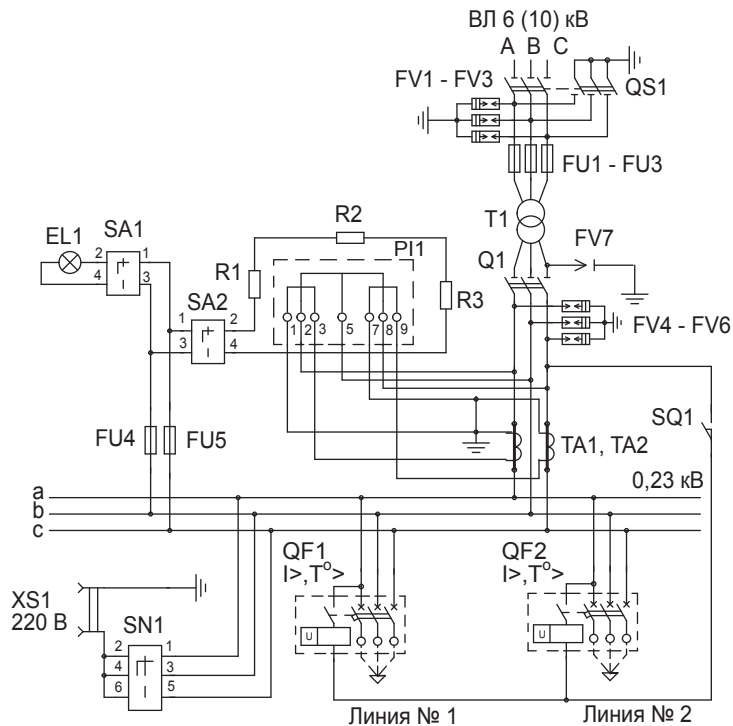 ВЛ 6 (10) кВ
A B C
FV1 - FV3
QS1
FU1 - FU3
R2
T1
SA1
EL1
2 1
4 3
PI1
Q1
FV7
R1
R3
SA2
1 2
3 4
1 2 3 5 7 8 9
FV4 - FV6
SQ1
FU4 FU5
TA1, TA2
0,23 кВ
a
b
c
QF1
I>,T°>
QF2
I>,T°>
XS1
220 В
SN1
2 1
4 3
6 5
U
U
Линия № 1
Линия № 2